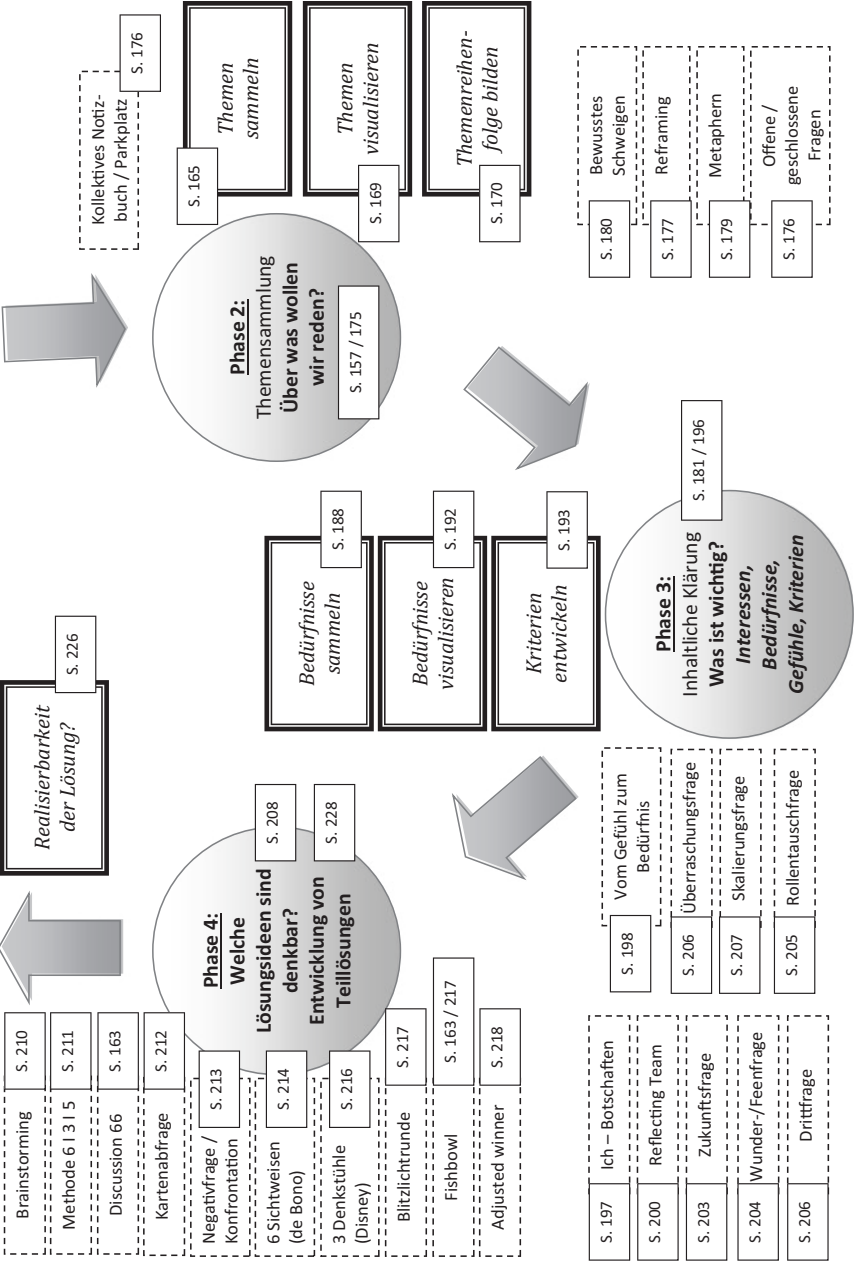 Kollektives Notiz-
buch / Parkplatz
S. 176
Themen
sammeln
S. 165
Themen
visualisieren
S. 169
Themenreihen-
folge bilden
S. 170
Phase 2:
Themensammlung
Über was wollen
wir reden?
S. 157 / 175
Bewusstes
Schweigen
S. 180
Reframing
S. 177
Metaphern
S. 179
Offene /
geschlossene
Fragen
S. 176
Phase 3:
Inhaltliche Klärung
Was ist wichtig?
Interessen,
Bedürfnisse,
Gefühle, Kriterien
S. 181 / 196
Bedürfnisse
sammeln
S. 188
Bedürfnisse
visualisieren
S. 192
Kriterien
entwickeln
S. 193
Vom Gefühl zum
Bedürfnis
S. 198
Überraschungsfrage
S. 206
Skalierungsfrage
S. 207
Rollentauschfrage
S. 205
Ich – Botschaften
S. 197
Reflecting Team
S. 200
Zukunftsfrage
S. 203
Wunder-/Feenfrage
S. 204
Drittfrage
S. 206
Phase 4:
Welche
Lösungsideen sind
denkbar?
Entwicklung von
Teillösungen
S. 208
S. 228
Realisierbarkeit
der Lösung?
S. 226
Brainstorming
S. 210
Methode 6 l 3 l 5
S. 211
Discussion 66
S. 163
Kartenabfrage
S. 212
Negativfrage /
Konfrontation
S. 213
6 Sichtweisen
(de Bono)
S. 214
3 Denkstühle
(Disney)
S. 216
Blitzlichtrunde
S. 217
Fishbowl
S. 163 / 217
Adjusted winner
S. 218